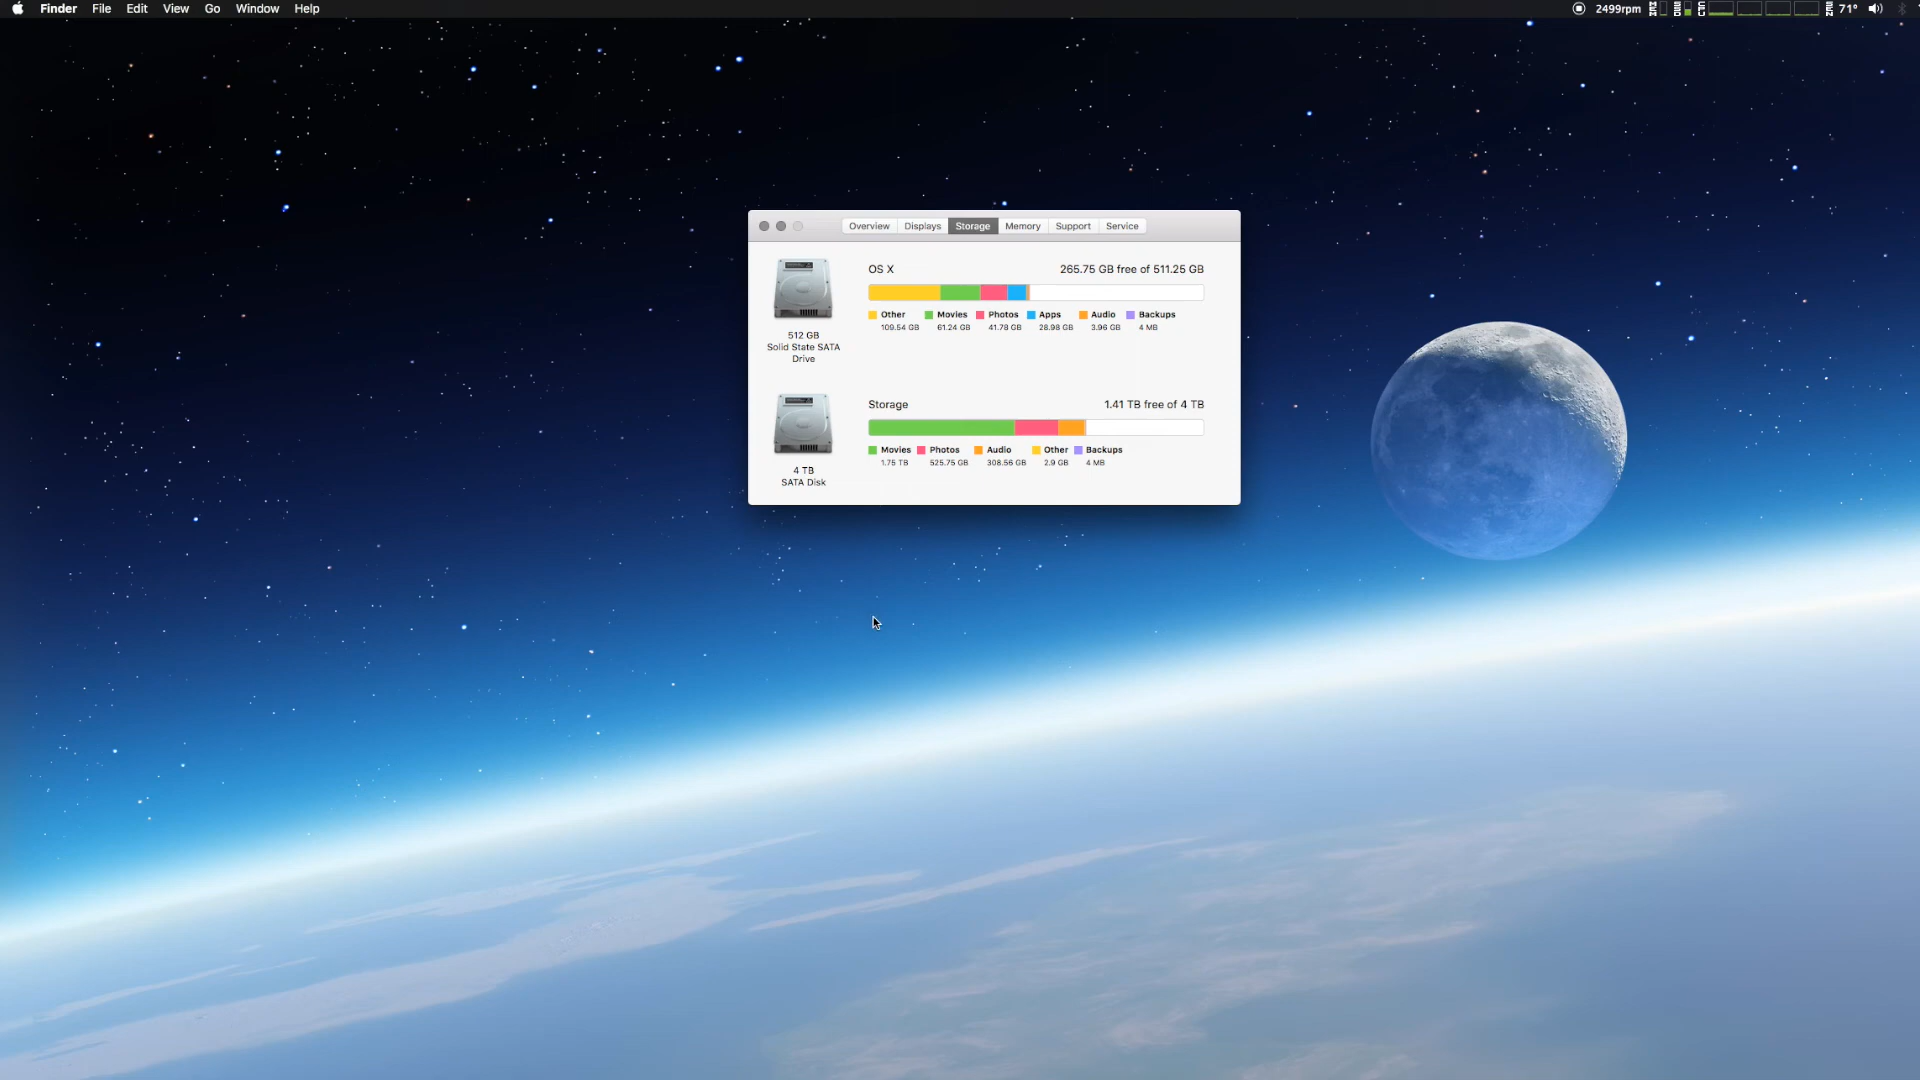 Finder File Edit View Go Window Help
2499rpm 71°
Overview Displays Storage Memory Support Service
OS X 265.75 GB free of 511.25 GB
Other Movies Photos Apps Audio Backups
109.54 GB 61.24 GB 41.78 GB 28.98 GB 3.96 GB 4 MB
512 GB
Solid State SATA
Drive
Storage 1.41 TB free of 4 TB
Movies Photos Audio Other Backups
1.75 TB 525.75 GB 308.56 GB 2.9 GB 4 MB
4 TB
SATA Disk